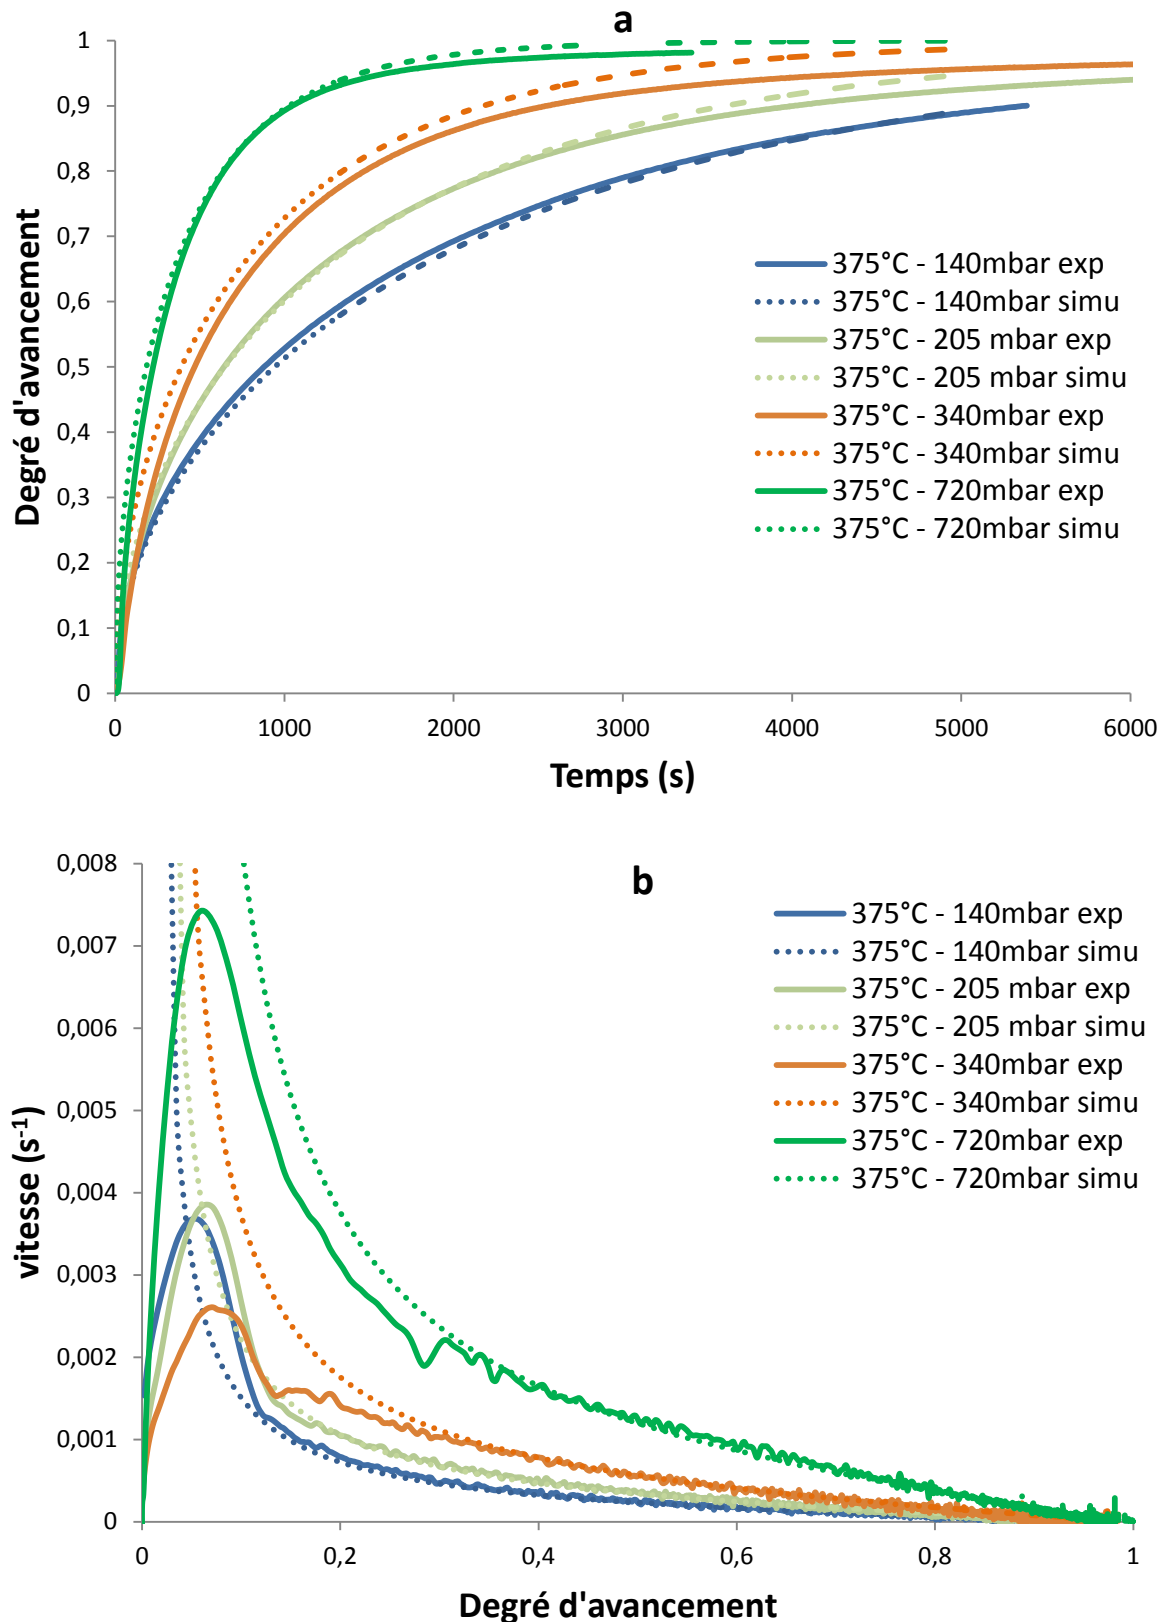 a
1
0,9
0,8
0,7
0,6
0,5
0,4
0,3
0,2
0,1
0
Degré d'avancement
375°C - 140mbar exp
375°C - 140mbar simu
375°C - 205 mbar exp
375°C - 205 mbar simu
375°C - 340mbar exp
375°C - 340mbar simu
375°C - 720mbar exp
375°C - 720mbar simu
0 1000 2000 3000 4000 5000 6000
Temps (s)
b
0,008
0,007
0,006
0,005
0,004
0,003
0,002
0,001
0
vitesse (s⁻¹)
375°C - 140mbar exp
375°C - 140mbar simu
375°C - 205 mbar exp
375°C - 205 mbar simu
375°C - 340mbar exp
375°C - 340mbar simu
375°C - 720mbar exp
375°C - 720mbar simu
0 0,2 0,4 0,6 0,8 1
Degré d'avancement